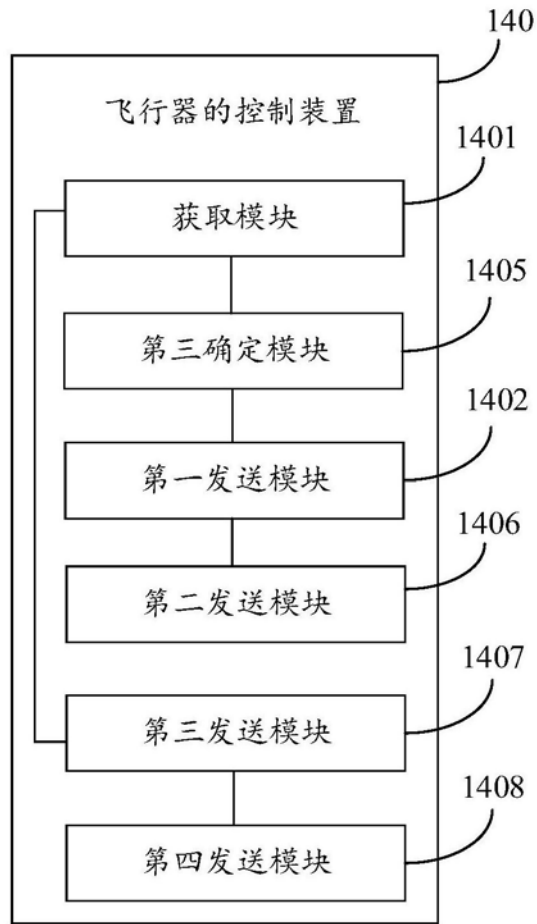 140
飞行器的控制装置
1401
获取模块
1405
第三确定模块
1402
第一发送模块
1406
第二发送模块
1407
第三发送模块
1408
第四发送模块